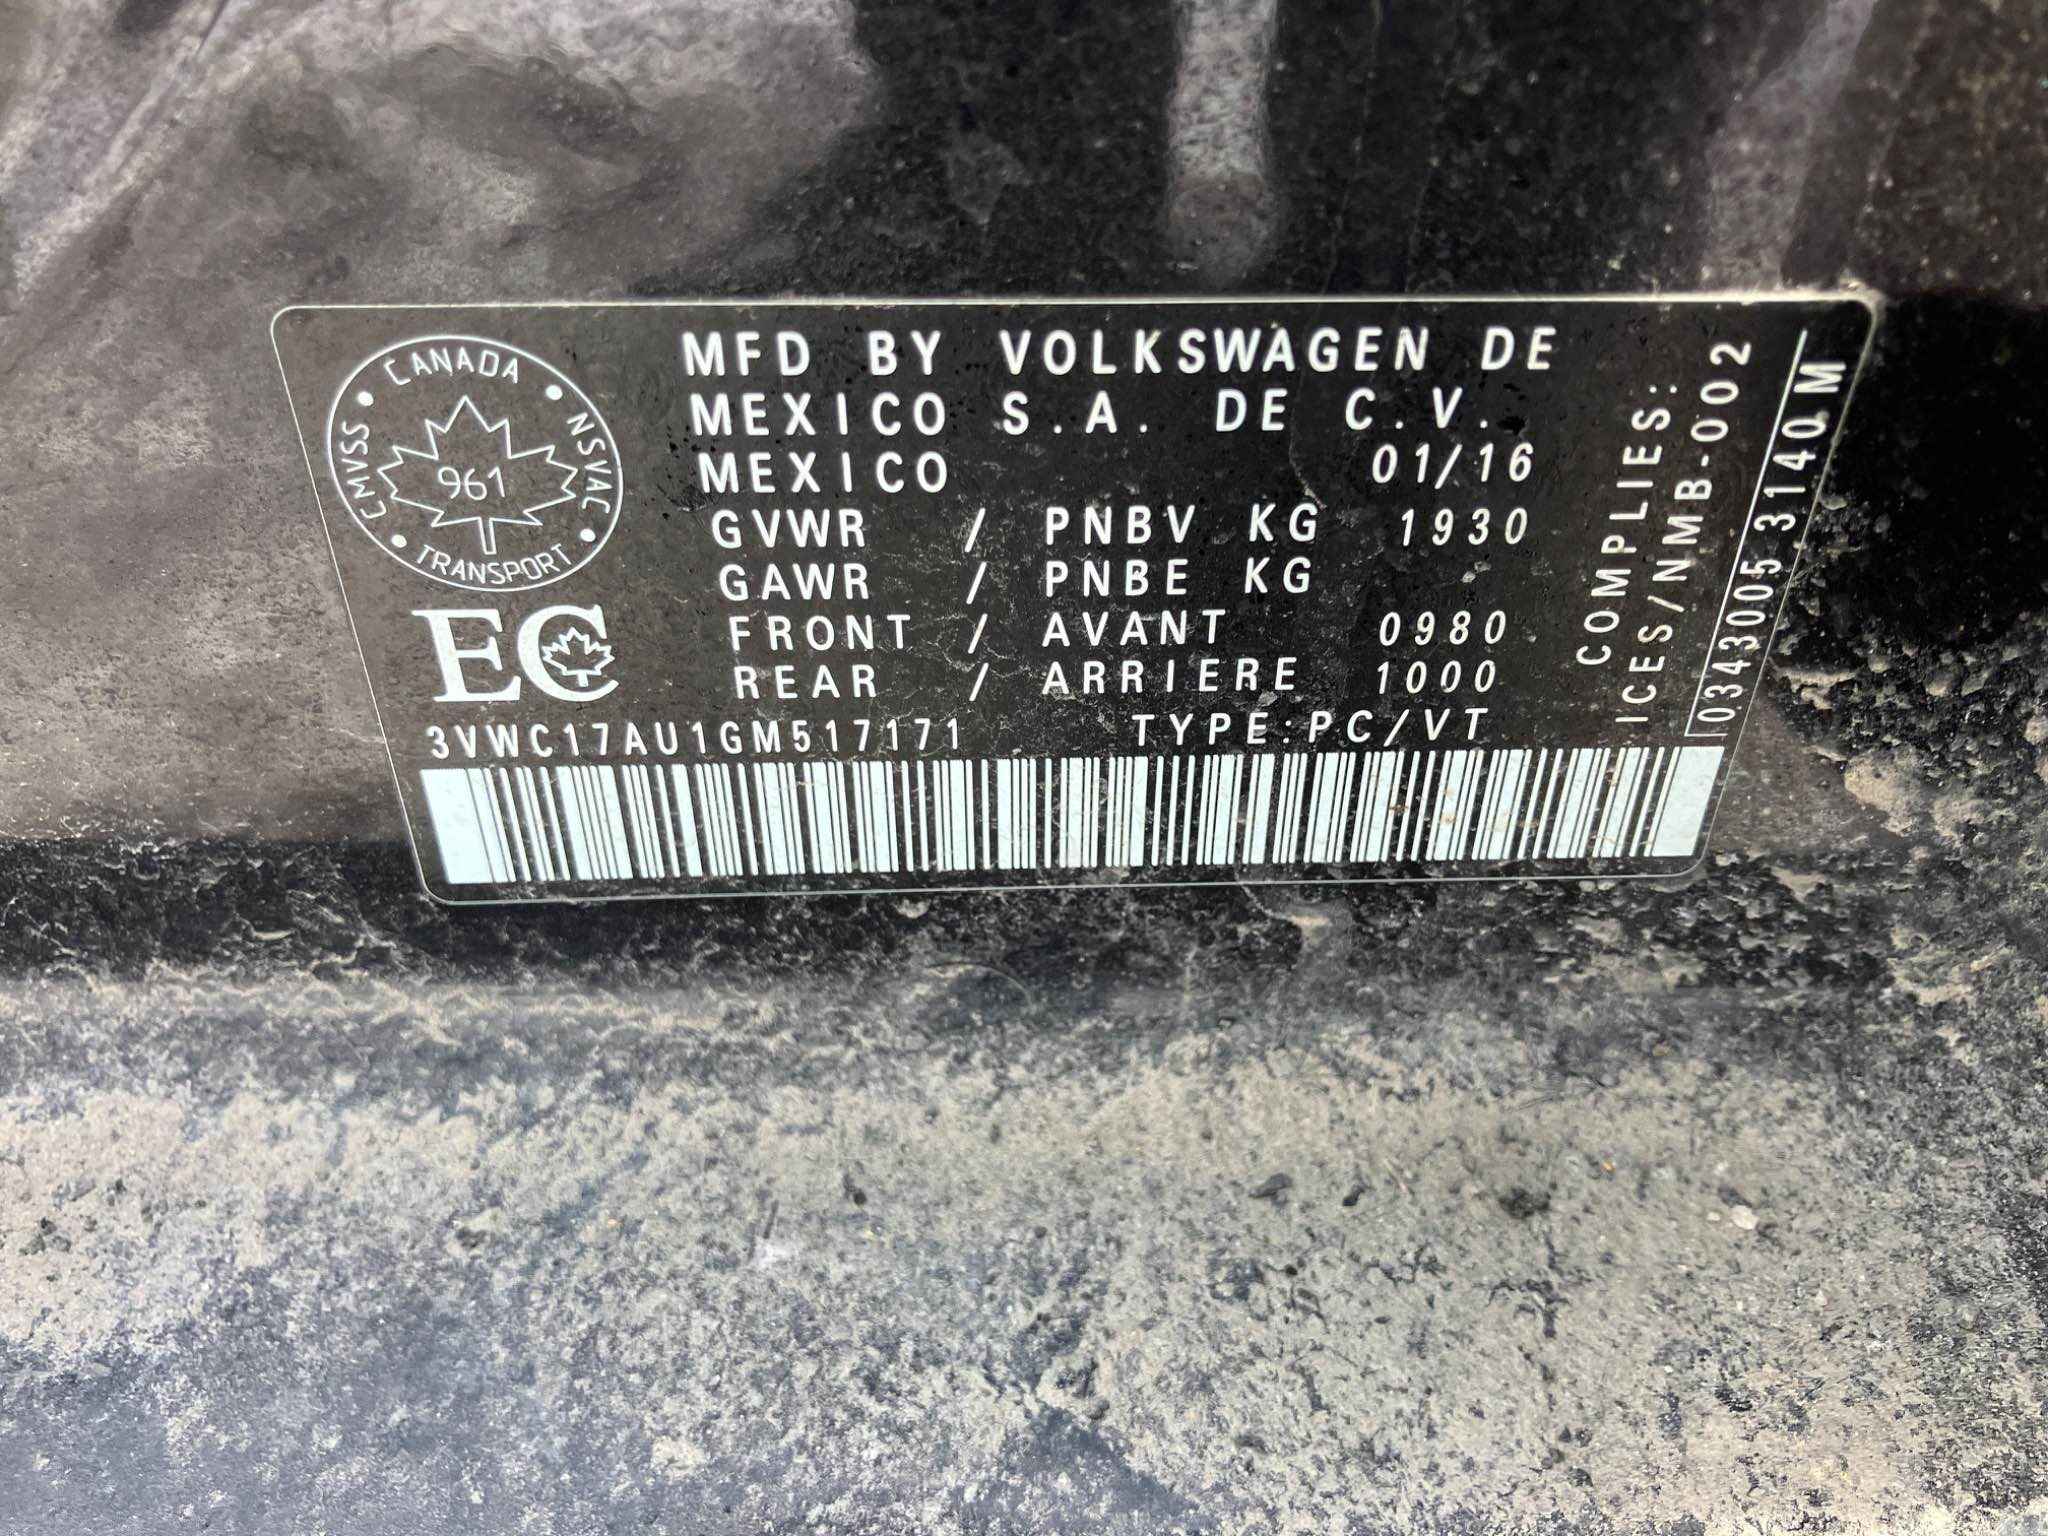 CANADA
CMVSS
NSVAC
961
TRANSPORT
EC
MFD BY VOLKSWAGEN DE
MEXICO S.A. DE C.V.
MEXICO 01/16
GVWR / PNBV KG 1930
GAWR / PNBE KG
FRONT / AVANT 0980
REAR / ARRIERE 1000
3VWC17AU1GM517171 TYPE:PC/VT
COMPLIES:
ICES/NMB-002
0343005 3140 M